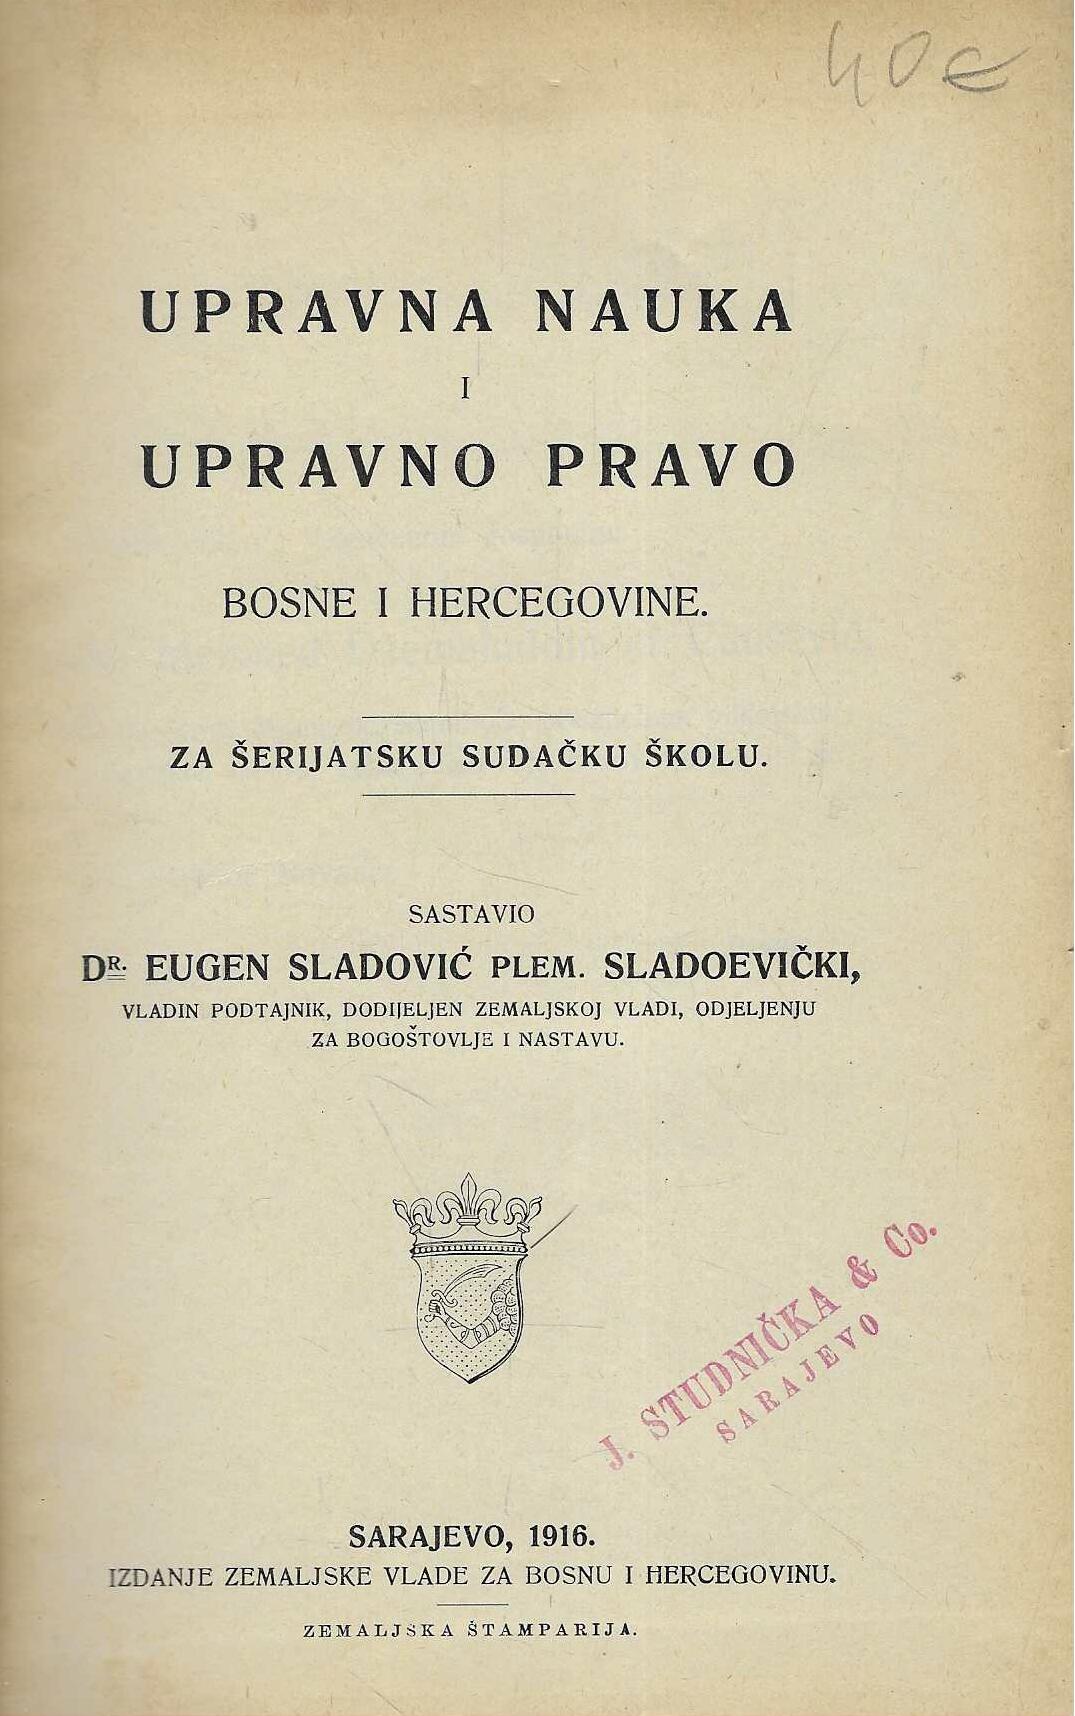 40€
UPRAVNA NAUKA
I
UPRAVNO PRAVO
BOSNE I HERCEGOVINE.
ZA ŠERIJATSKU SUDAČKU ŠKOLU.
SASTAVIO
DR. EUGEN SLADOVIĆ PLEM. SLADOEVIČKI,
VLADIN PODTAJNIK, DODIJELJEN ZEMALJSKOJ VLADI, ODJELJENJU
ZA BOGOŠTOVLJE I NASTAVU.
J. STUDNIČKA & Co.
SARAJEVO
SARAJEVO, 1916.
IZDANJE ZEMALJSKE VLADE ZA BOSNU I HERCEGOVINU.
ZEMALJSKA ŠTAMPARIJA.